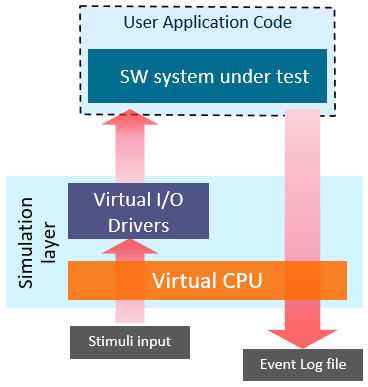 User Application Code
SW system under test
Virtual I/O
Drivers
Simulation
layer
Virtual CPU
Stimuli input
Event Log file